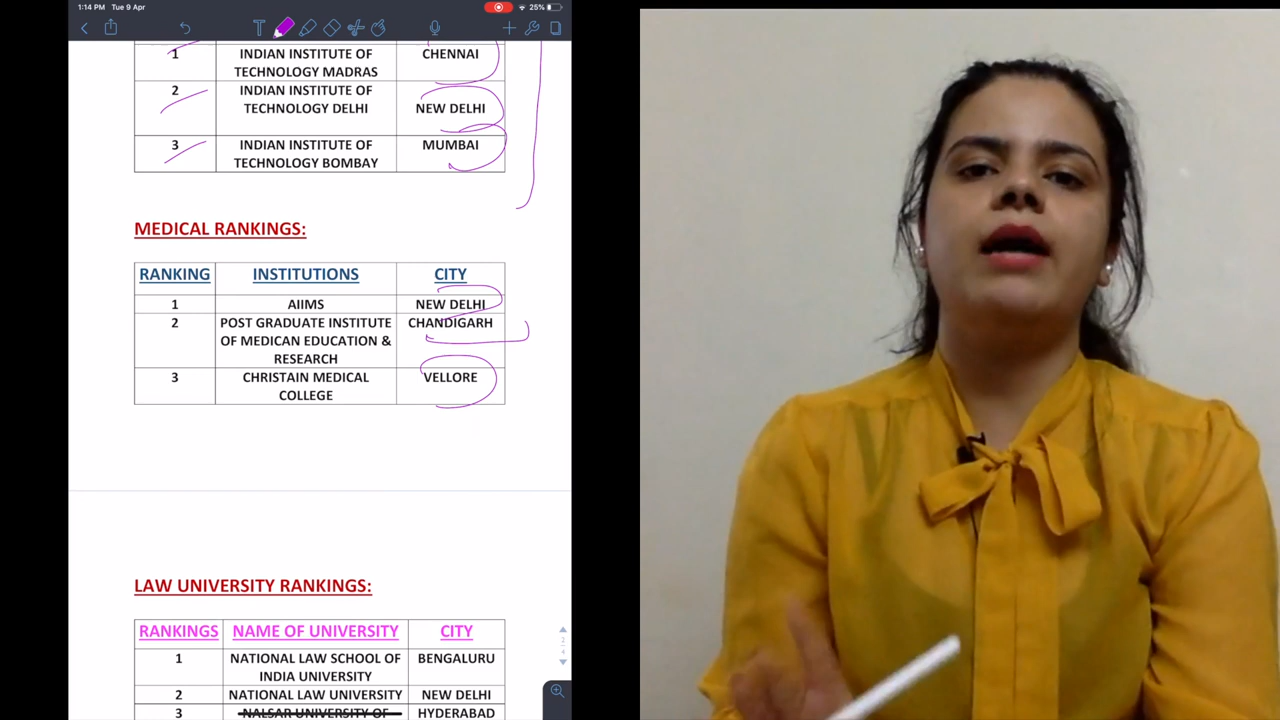 1:14 PM Tue 9 Apr
25%
T
1 INDIAN INSTITUTE OF CHENNAI
TECHNOLOGY MADRAS
2 INDIAN INSTITUTE OF
TECHNOLOGY DELHI NEW DELHI
3 INDIAN INSTITUTE OF MUMBAI
TECHNOLOGY BOMBAY
MEDICAL RANKINGS:
RANKING INSTITUTIONS CITY
1 AIIMS NEW DELHI
2 POST GRADUATE INSTITUTE CHANDIGARH
OF MEDICAN EDUCATION &
RESEARCH
3 CHRISTAIN MEDICAL VELLORE
COLLEGE
LAW UNIVERSITY RANKINGS:
RANKINGS NAME OF UNIVERSITY CITY
1 NATIONAL LAW SCHOOL OF BENGALURU
INDIA UNIVERSITY
2 NATIONAL LAW UNIVERSITY NEW DELHI
3 NALSAR UNIVERSITY OF HYDERABAD